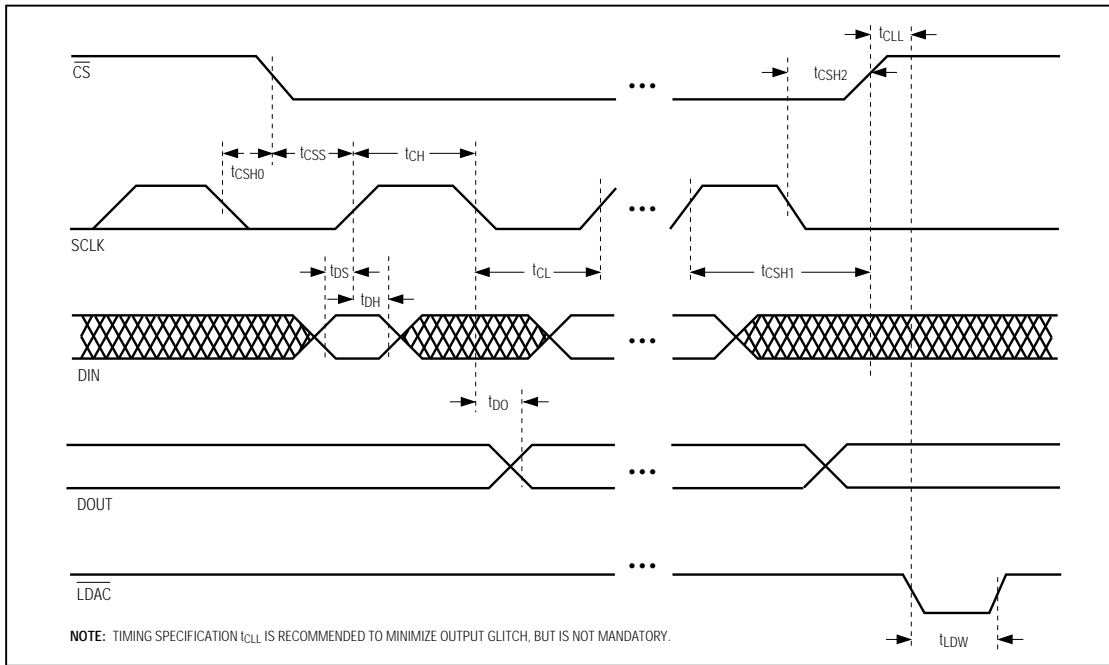 tCLL
CS
tCSH2
•••
tCSH0
tCSS
tCH
•••
SCLK
tDS
tCL
tCSH1
tDH
•••
DIN
tDO
•••
DOUT
•••
LDAC
NOTE: TIMING SPECIFICATION tCLL IS RECOMMENDED TO MINIMIZE OUTPUT GLITCH, BUT IS NOT MANDATORY.
tLDW